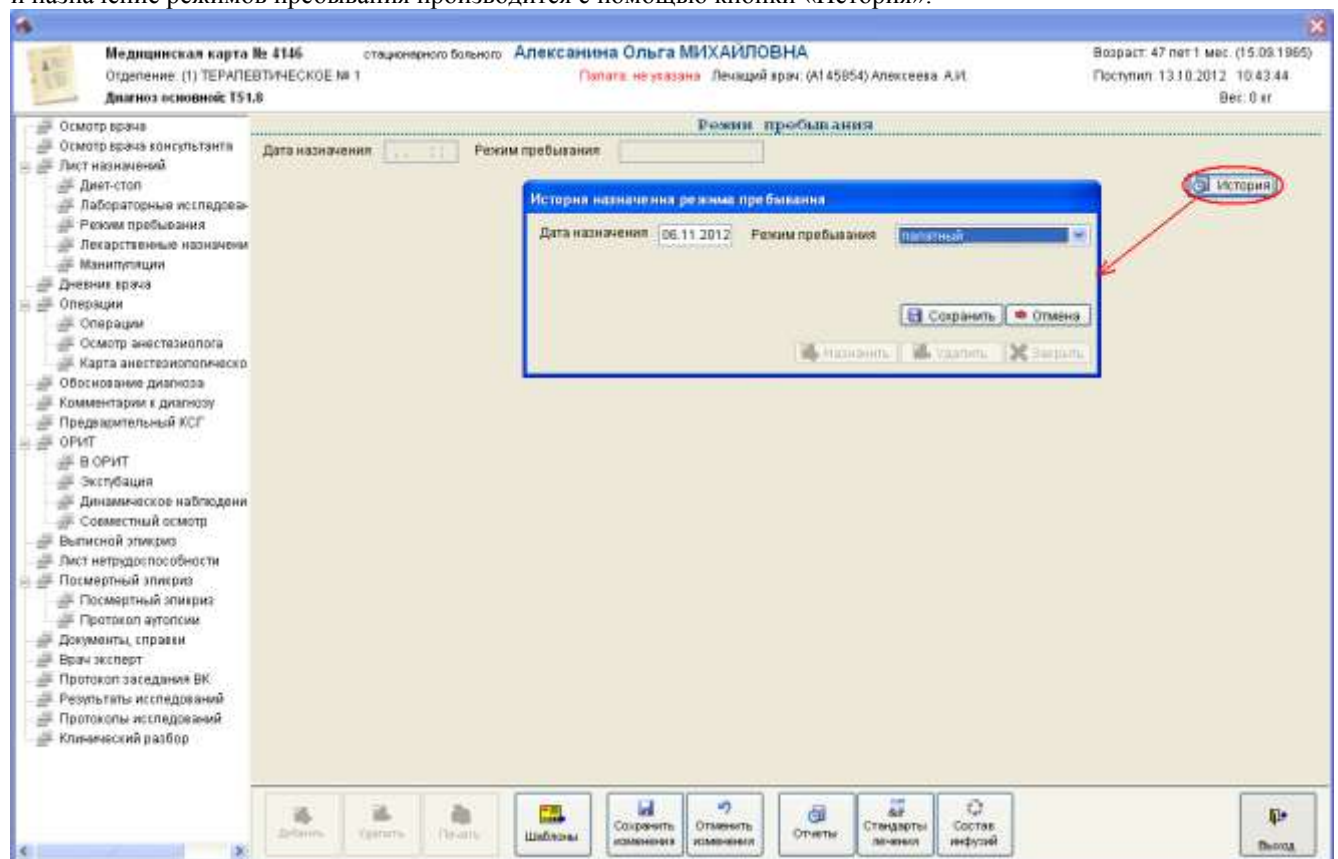 и назначение режимов пребывания производится с помощью кнопки «История».
Медицинская карта № 4146 стационарного больного Алексанина Ольга МИХАЙЛОВНА Возраст: 47 лет 1 мес. (15.09.1965)
Отделение: (1) ТЕРАПЕВТИЧЕСКОЕ № 1 Палата: не указана Лечащий врач: (А145854) Алексеева А.И. Поступил: 13.10.2012 10:43:44
Диагноз основной: T51.8 Вес: 0 кг
Режим пребывания
Дата назначения . . : : Режим пребывания
История
История назначения режима пребывания
Дата назначения 06.11.2012 Режим пребывания палатный
Сохранить Отмена
Назначить Удалить Закрыть
Осмотр врача
Осмотр врача консультанта
Лист назначений
Диет-стол
Лабораторные исследова
Режим пребывания
Лекарственные назначени
Манипуляции
Дневник врача
Операции
Операции
Осмотр анестезиолога
Карта анестезиологическо
Обоснование диагноза
Комментарии к диагнозу
Предварительный КСГ
ОРИТ
В ОРИТ
Экстубация
Динамическое наблюдени
Совместный осмотр
Выписной эпикриз
Лист нетрудоспособности
Посмертный эпикриз
Посмертный эпикриз
Протокол аутопсии
Документы, справки
Врач эксперт
Протокол заседания ВК
Результаты исследований
Протоколы исследований
Клинический разбор
Добавить Удалить Печать Шаблоны Сохранить изменения Отменить изменения Отчеты Стандарты лечения Состав инфузий Выход